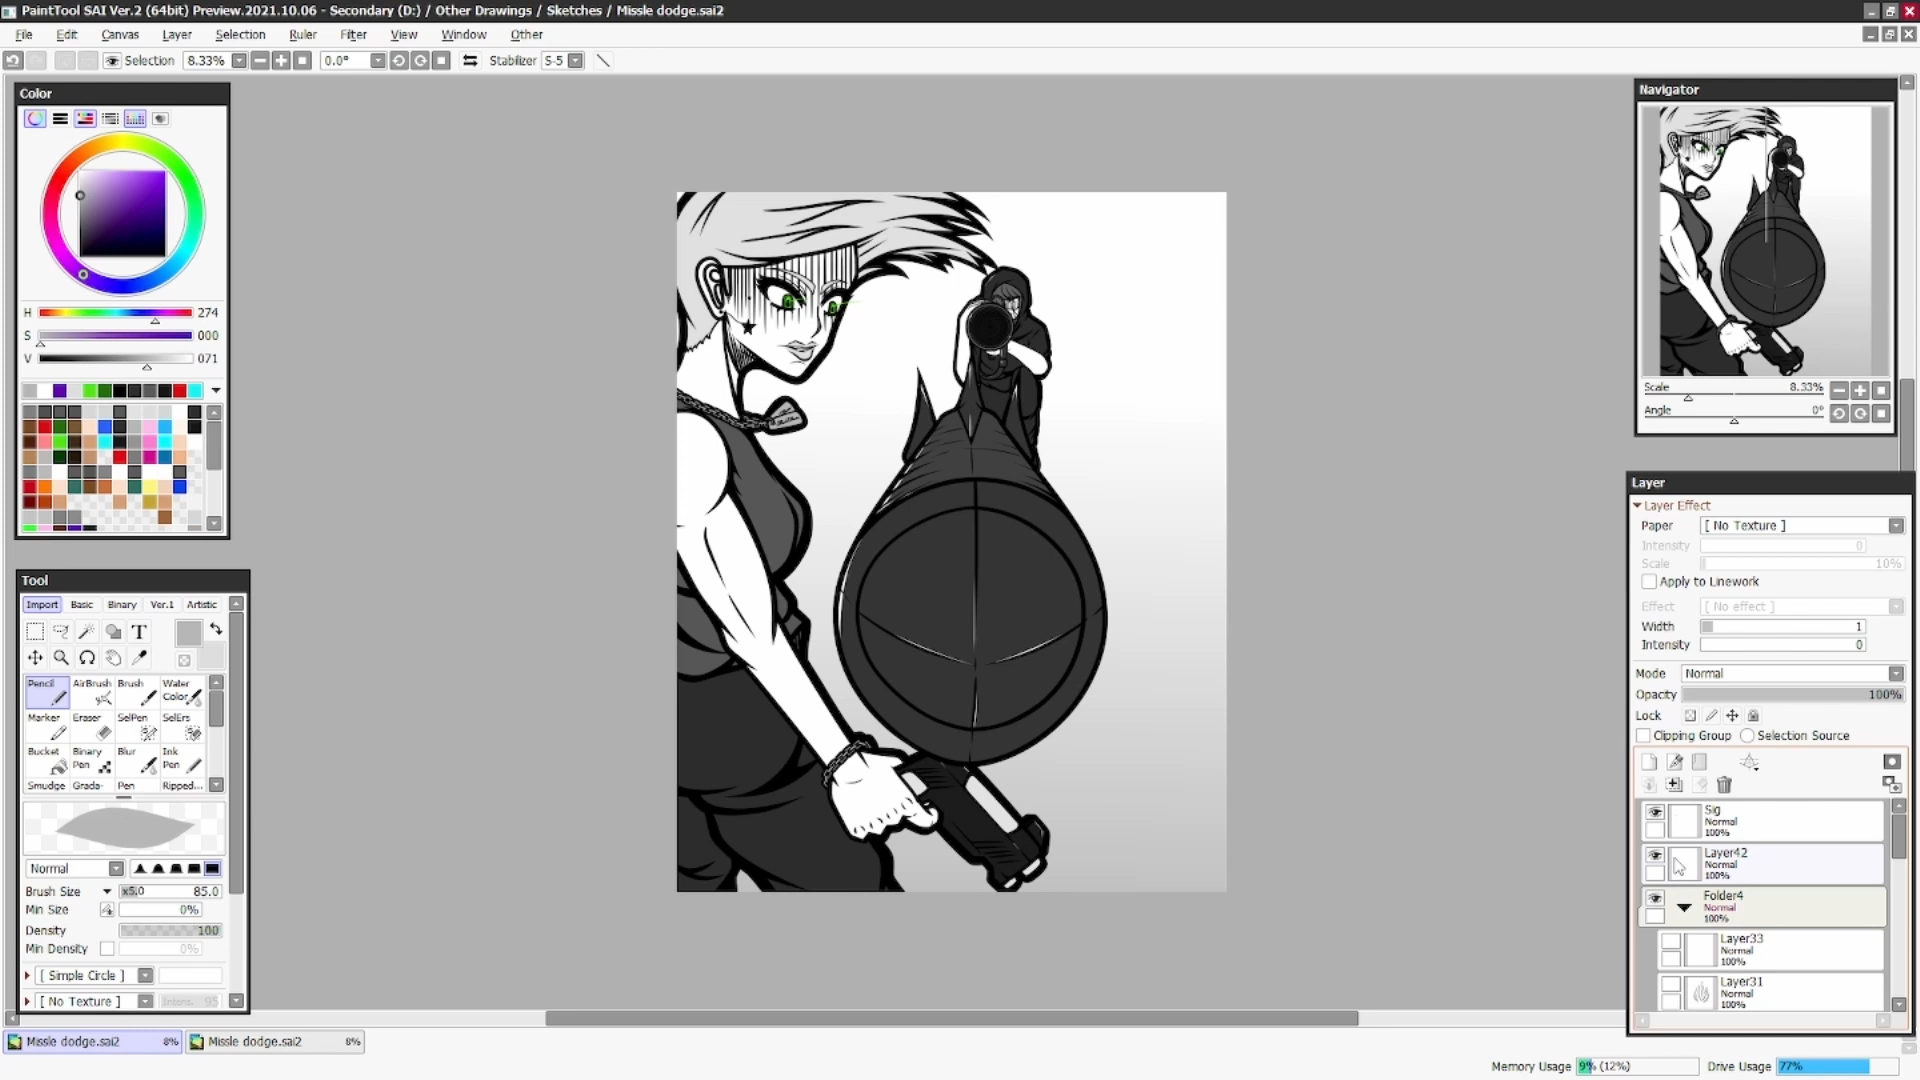 PaintTool SAI Ver.2 (64bit) Preview.2021.10.06 - Secondary (D:) / Other Drawings / Sketches / Missle dodge.sai2
File Edit Canvas Layer Selection Ruler Filter View Window Other
Selection 8.33% 0.0° Stabilizer S-5
Color
H 274
S 000
V 071
Tool
Import Basic Binary Ver.1 Artistic
T
Pencil AirBrush Brush Water Color
Marker Eraser SelPen SelErs
Bucket Binary Pen Blur Ink Pen
Smudge Grada- Pen Ripped...
Normal
Brush Size x5.0 85.0
Min Size 0%
Density 100
Min Density 0%
[ Simple Circle ]
[ No Texture ] Intens. 95
Navigator
Scale 8.33%
Angle 0°
Layer
Layer Effect
Paper [ No Texture ]
Intensity 0
Scale 10%
Apply to Linework
Effect [ No effect ]
Width 1
Intensity 0
Mode Normal
Opacity 100%
Lock
Clipping Group Selection Source
Sig
Normal
100%
Layer42
Normal
100%
Folder4
Normal
100%
Layer33
Normal
100%
Layer31
Normal
100%
Missle dodge.sai2 8% Missle dodge.sai2 8%
Memory Usage 9% (12%) Drive Usage 77%